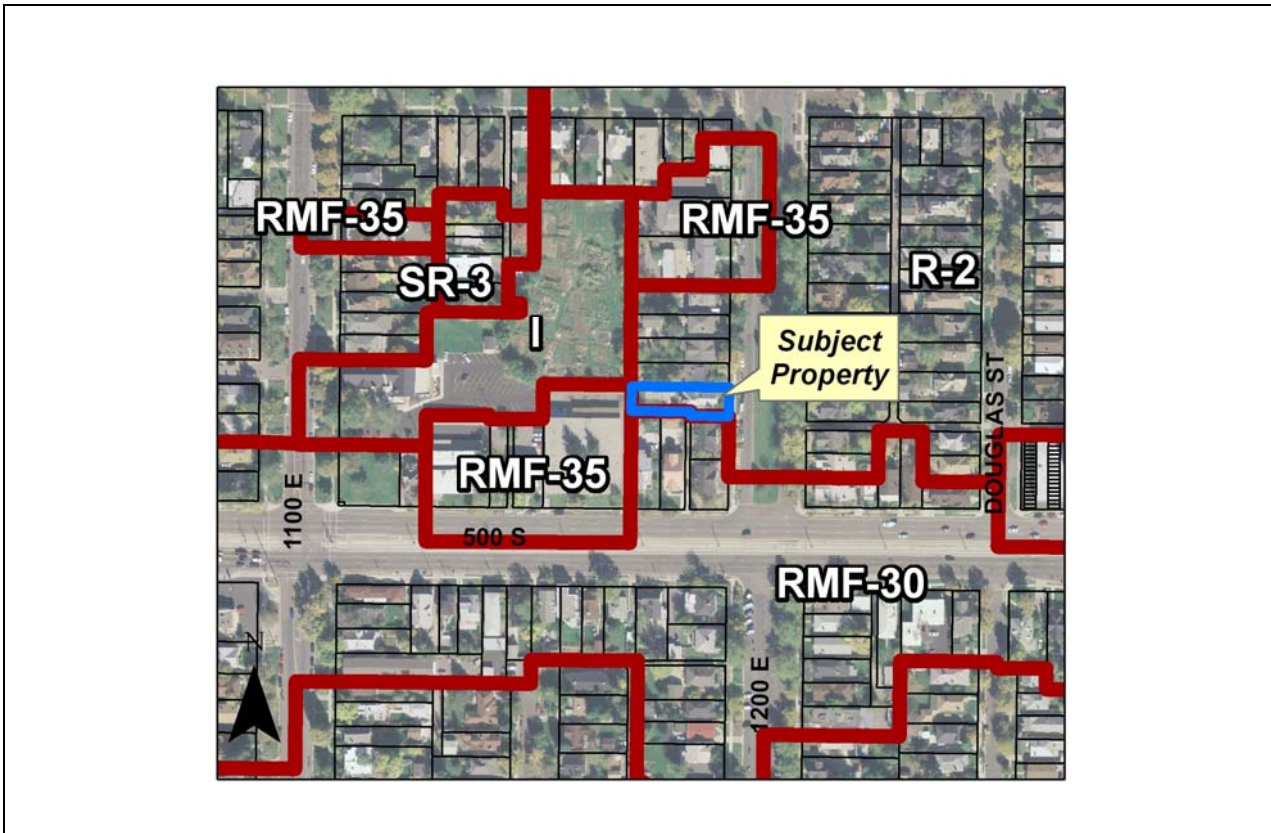 RMF-35
RMF-35
SR-3
R-2
I
Subject
Property
DOUGLAS ST
RMF-35
1100 E
500 S
RMF-30
1200 E
N